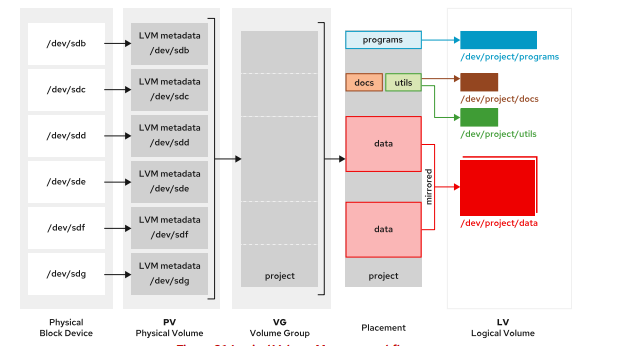 /dev/sdb
/dev/sdc
/dev/sdd
/dev/sde
/dev/sdf
/dev/sdg
Physical
Block Device
LVM metadata
/dev/sdb
LVM metadata
/dev/sdc
LVM metadata
/dev/sdd
LVM metadata
/dev/sde
LVM metadata
/dev/sdf
LVM metadata
/dev/sdg
PV
Physical Volume
project
VG
Volume Group
programs
docs
utils
data
data
mirrored
project
Placement
/dev/project/programs
/dev/project/docs
/dev/project/utils
/dev/project/data
LV
Logical Volume